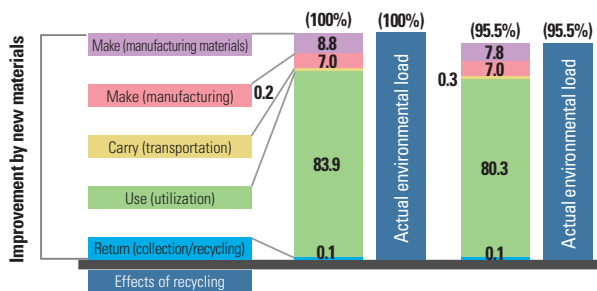 Improvement by new materials
Make (manufacturing materials)
Make (manufacturing)
Carry (transportation)
Use (utilization)
Return (collection/recycling)
Effects of recycling
(100%)
8.8
7.0
0.2
83.9
0.1
(100%)
Actual environmental load
(95.5%)
7.8
7.0
0.3
80.3
0.1
(95.5%)
Actual environmental load